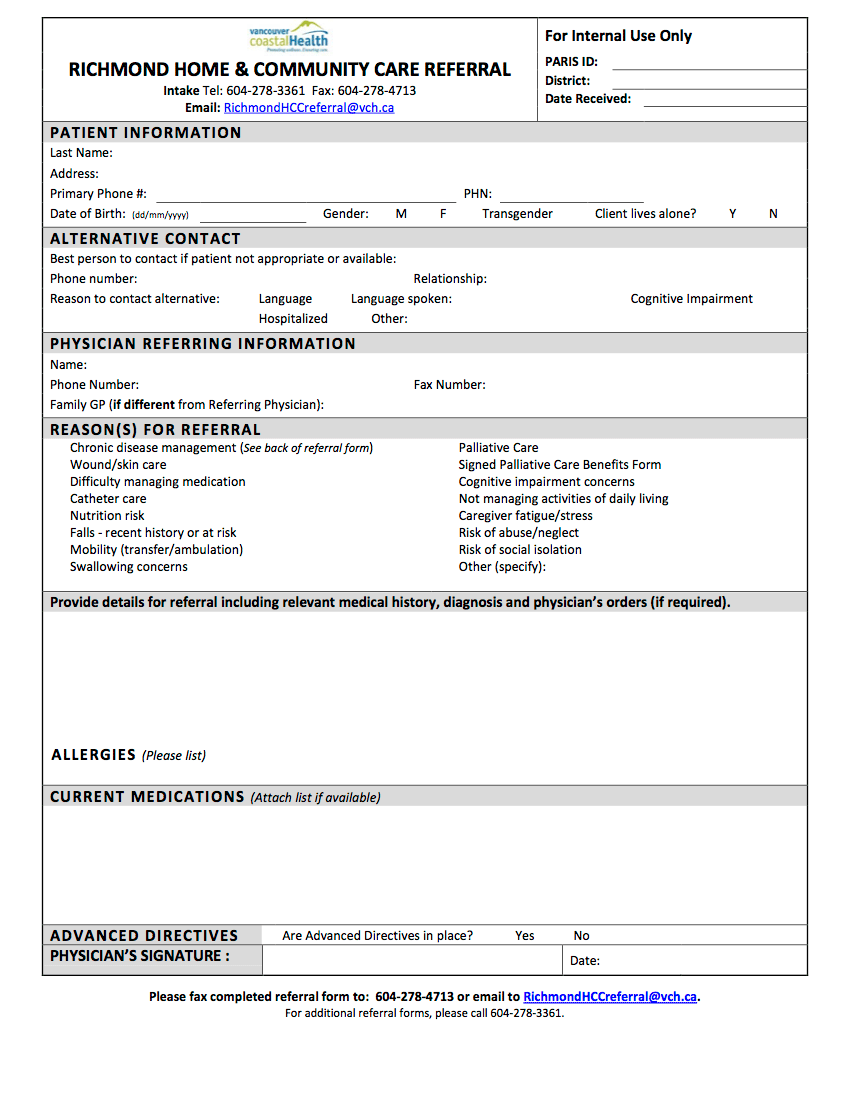 vancouver
coastalHealth
Promoting wellness. Ensuring care.
RICHMOND HOME & COMMUNITY CARE REFERRAL
Intake Tel: 604-278-3361 Fax: 604-278-4713
Email: RichmondHCCreferral@vch.ca
For Internal Use Only
PARIS ID:
District:
Date Received:
PATIENT INFORMATION
Last Name:
Address:
Primary Phone #: PHN:
Date of Birth: (dd/mm/yyyy) Gender: M F Transgender Client lives alone? Y N
ALTERNATIVE CONTACT
Best person to contact if patient not appropriate or available:
Phone number: Relationship:
Reason to contact alternative: Language Language spoken: Cognitive Impairment
Hospitalized Other:
PHYSICIAN REFERRING INFORMATION
Name:
Phone Number: Fax Number:
Family GP (if different from Referring Physician):
REASON(S) FOR REFERRAL
Chronic disease management (See back of referral form) Palliative Care
Wound/skin care Signed Palliative Care Benefits Form
Difficulty managing medication Cognitive impairment concerns
Catheter care Not managing activities of daily living
Nutrition risk Caregiver fatigue/stress
Falls - recent history or at risk Risk of abuse/neglect
Mobility (transfer/ambulation) Risk of social isolation
Swallowing concerns Other (specify):
Provide details for referral including relevant medical history, diagnosis and physician's orders (if required).
ALLERGIES (Please list)
CURRENT MEDICATIONS (Attach list if available)
ADVANCED DIRECTIVES Are Advanced Directives in place? Yes No
PHYSICIAN'S SIGNATURE : Date:
Please fax completed referral form to: 604-278-4713 or email to RichmondHCCreferral@vch.ca.
For additional referral forms, please call 604-278-3361.